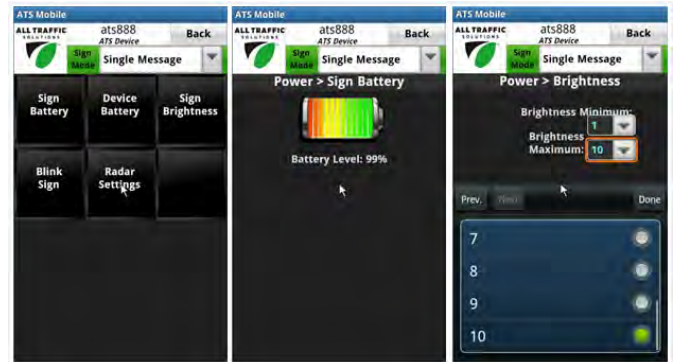 ATS Mobile
ALL TRAFFIC
SOLUTIONS
ats888
ATS Device
Back
Sign
Mode
Single Message
Sign
Battery
Device
Battery
Sign
Brightness
Blink
Sign
Radar
Settings
ATS Mobile
ALL TRAFFIC
SOLUTIONS
ats888
ATS Device
Back
Sign
Mode
Single Message
Power > Sign Battery
Battery Level: 99%
ATS Mobile
ALL TRAFFIC
SOLUTIONS
ats888
ATS Device
Back
Sign
Mode
Single Message
Power > Brightness
Brightness Minimum:
1
Brightness
Maximum:
10
Prev.
Next
Done
7
8
9
10